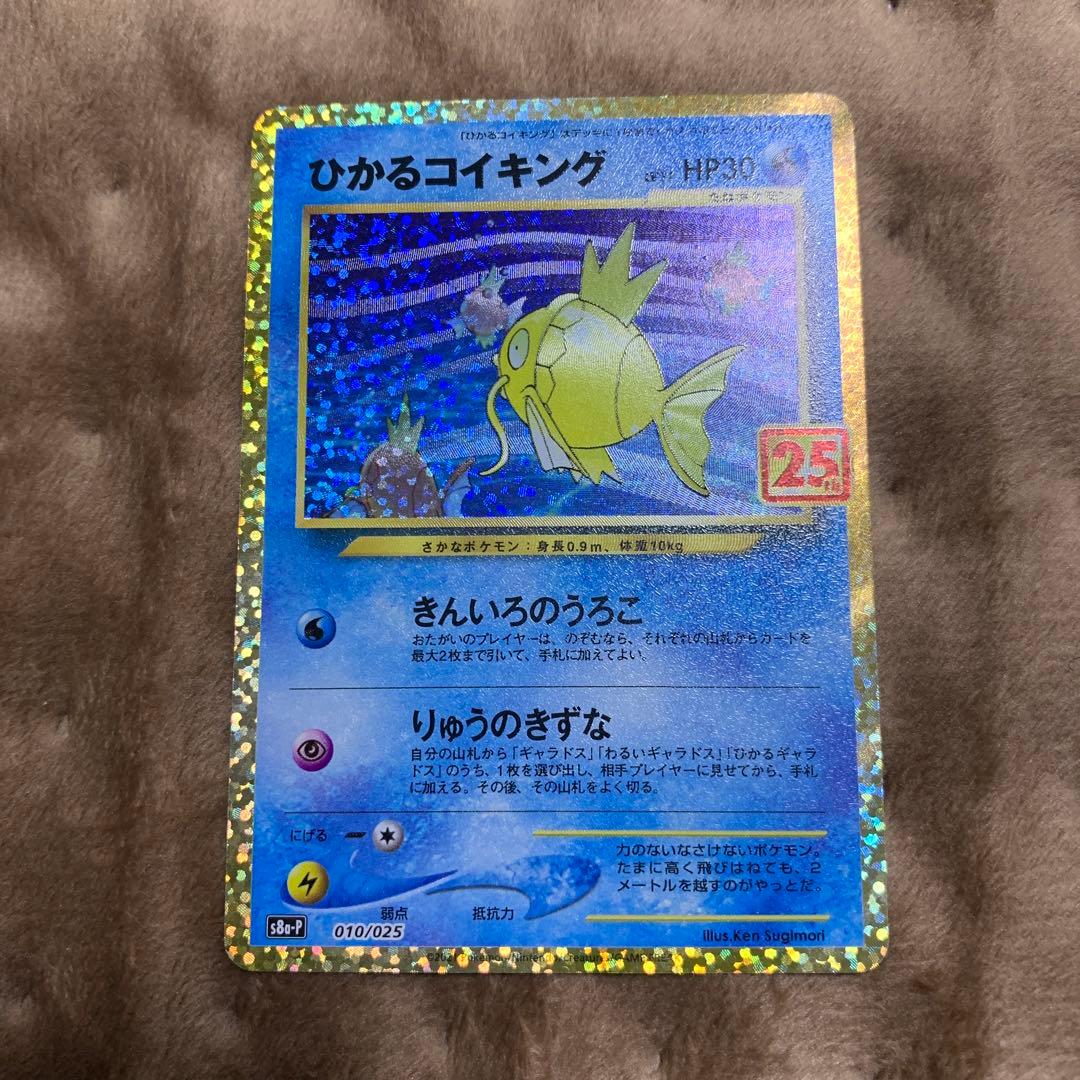 ひかるコイキング
HP30
25th
さかなポケモン：身長0.9m、体重10kg
きんいろのうろこ
おたがいのプレイヤーは、のぞむなら、それぞれの山札からカードを
最大2枚まで引いて、手札に加えてよい。
りゅうのきずな
自分の山札から「ギャラドス」「わるいギャラドス」「ひかるギャラ
ドス」のうち、1枚を選び出し、相手プレイヤーに見せてから、手札
に加える。その後、その山札をよく切る。
にげる
力のないなさけないポケモン。
たまに高く飛びはねても、2
メートルを越すのがやっとだ。
弱点 抵抗力
s8a-P 010/025
illus.Ken Sugimori